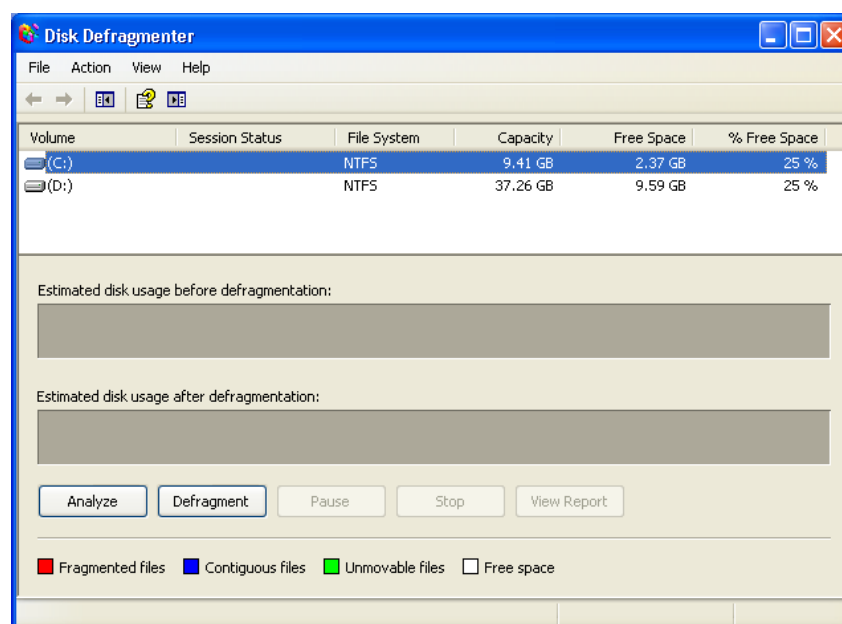 Disk Defragmenter
File Action View Help
Volume Session Status File System Capacity Free Space % Free Space
(C:) NTFS 9.41 GB 2.37 GB 25 %
(D:) NTFS 37.26 GB 9.59 GB 25 %
Estimated disk usage before defragmentation:
Estimated disk usage after defragmentation:
Analyze Defragment Pause Stop View Report
Fragmented files Contiguous files Unmovable files Free space